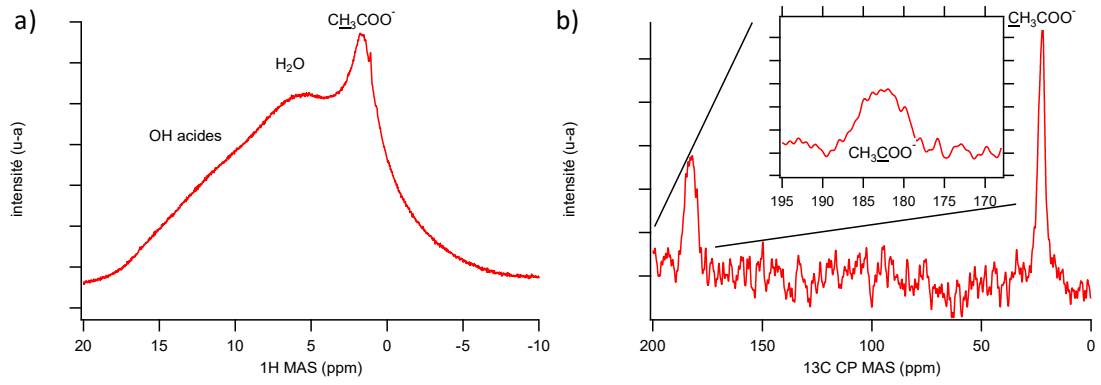 a)
CH₃COO⁻
H₂O
OH acides
intensité (u-a)
20
15
10
5
0
-5
-10
1H MAS (ppm)
b)
CH₃COO⁻
CH₃COO⁻
195
190
185
180
175
170
intensité (u-a)
200
150
100
50
0
13C CP MAS (ppm)